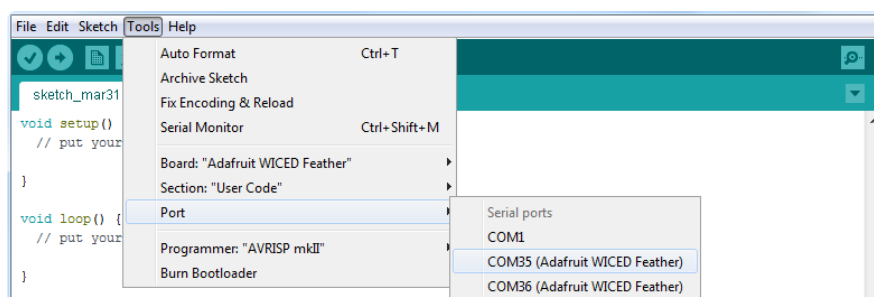 File Edit Sketch Tools Help
Auto Format Ctrl+T
Archive Sketch
sketch_mar31
Fix Encoding & Reload
void setup()
Serial Monitor Ctrl+Shift+M
// put your
Board: "Adafruit WICED Feather"
}
Section: "User Code"
Port
Serial ports
void loop() {
// put your
COM1
Programmer: "AVRISP mkII"
COM35 (Adafruit WICED Feather)
}
Burn Bootloader
COM36 (Adafruit WICED Feather)